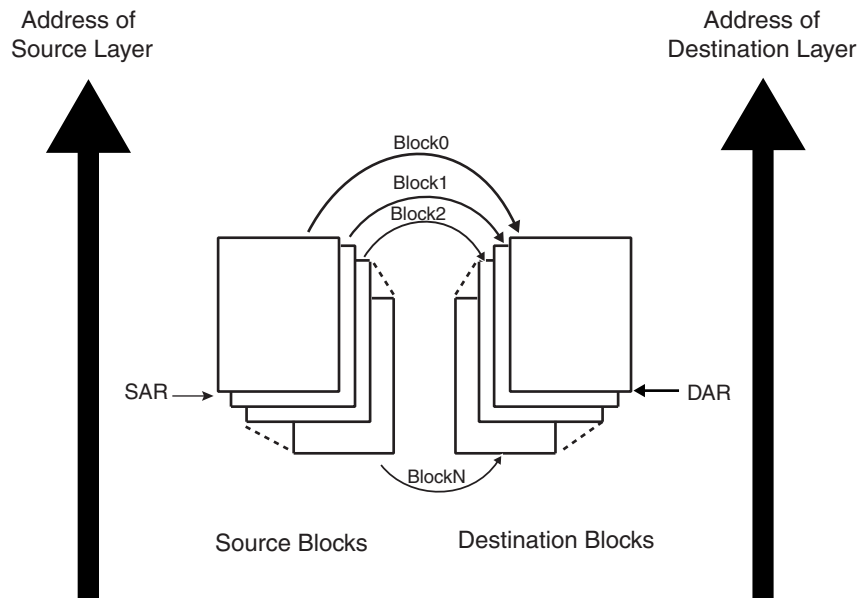 Address of
Source Layer
Address of
Destination Layer
Block0
Block1
Block2
SAR
DAR
BlockN
Source Blocks
Destination Blocks